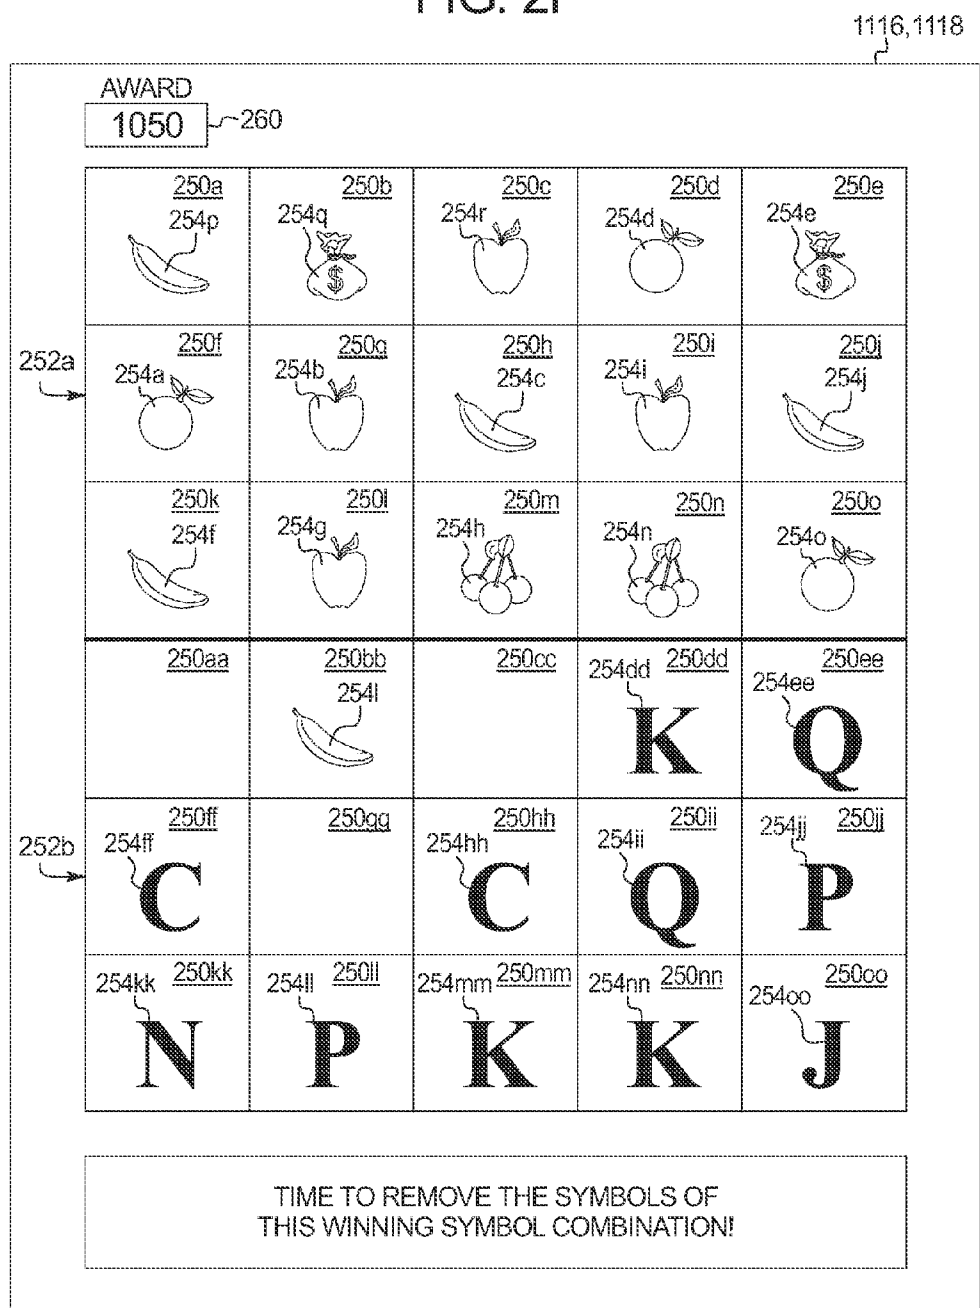 FIG. 2I
1116,1118
AWARD
1050
260
250a 250b 250c 250d 250e
254p 254q 254r 254d 254e
$ $
252a
250f 250g 250h 250i 250j
254a 254b 254c 254i 254j
250k 250l 250m 250n 250o
254f 254g 254h 254n 254o
250aa 250bb 250cc 250dd 250ee
254l 254dd 254ee
K Q
252b
250ff 250gg 250hh 250ii 250jj
254ff 254hh 254ii 254jj
C C Q P
250kk 250ll 250mm 250nn 250oo
254kk 254ll 254mm 254nn 254oo
N P K K J
TIME TO REMOVE THE SYMBOLS OF
THIS WINNING SYMBOL COMBINATION!